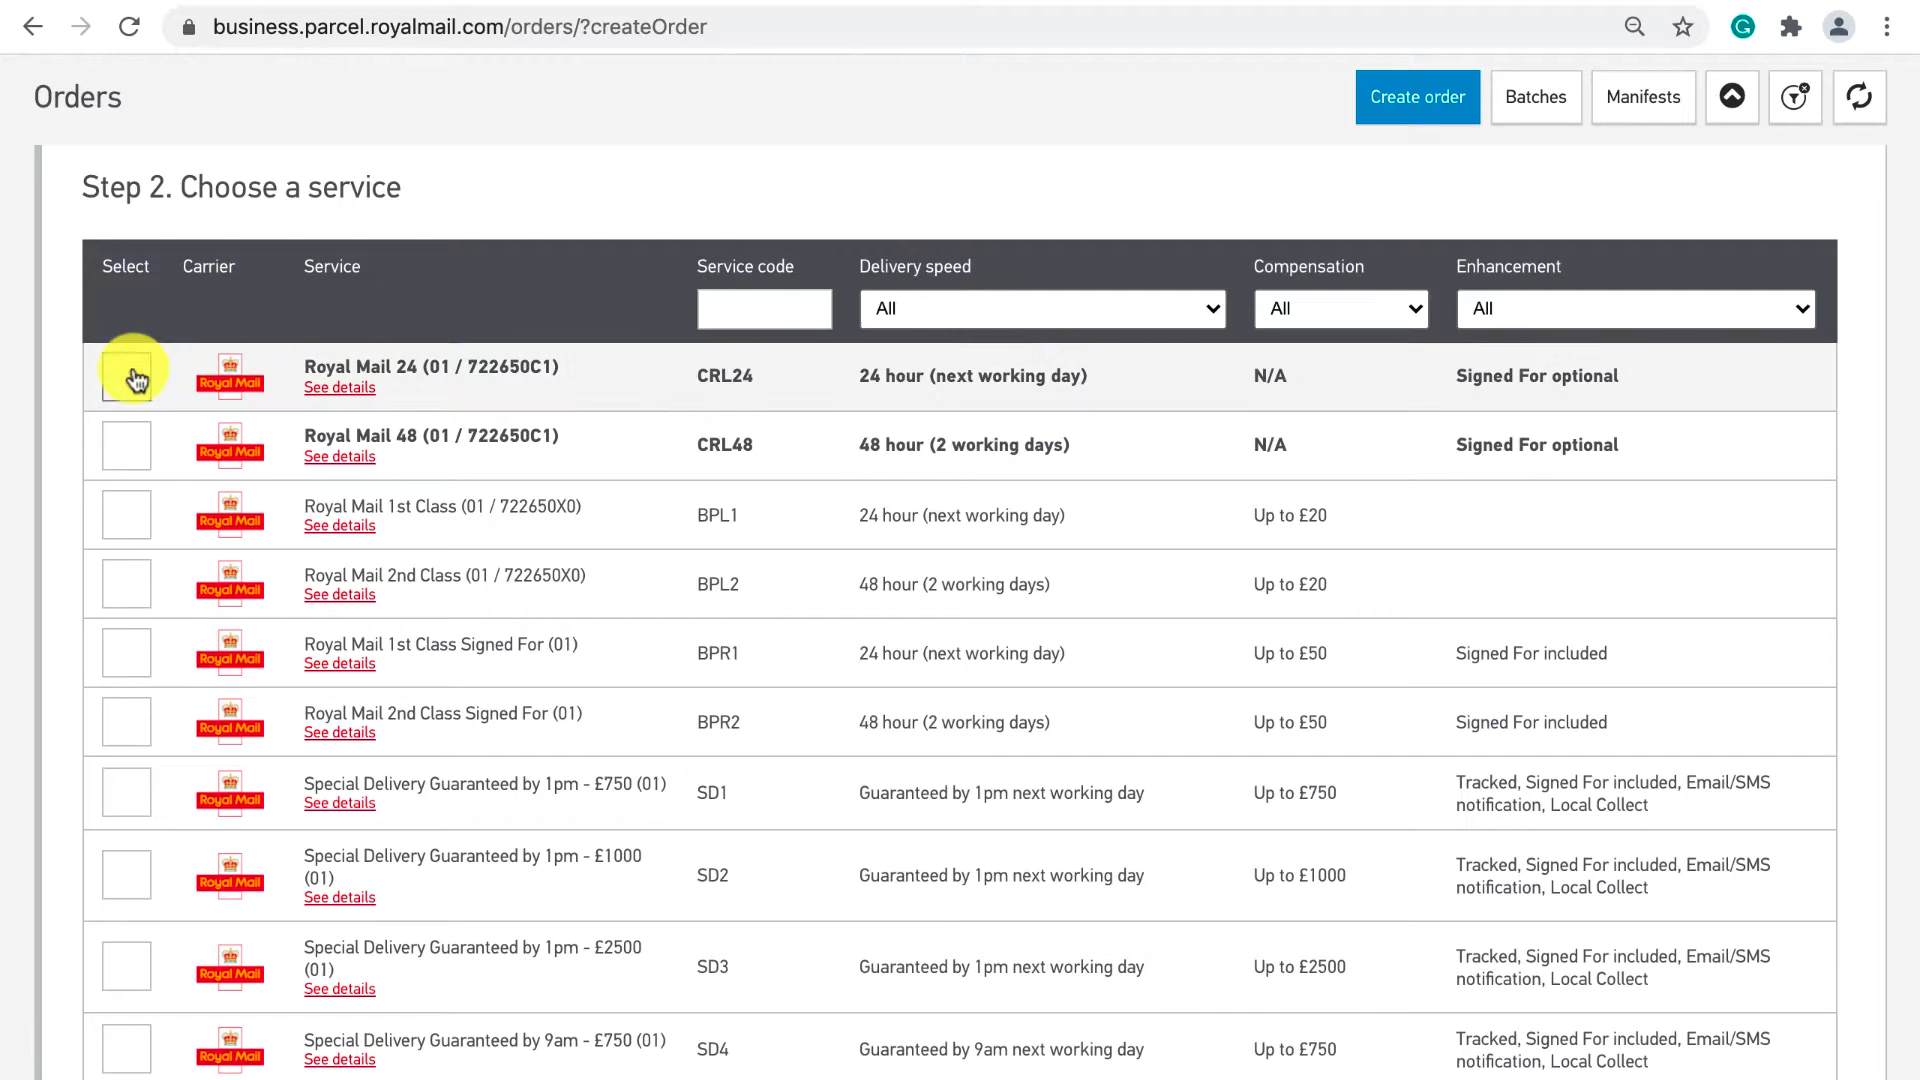 business.parcel.royalmail.com/orders/?createOrder
G
Orders
Create order
Batches
Manifests
Step 2. Choose a service
Select Carrier Service Service code Delivery speed Compensation Enhancement
All All All
Royal Mail Royal Mail 24 (01 / 722650C1) CRL24 24 hour (next working day) N/A Signed For optional
See details
Royal Mail Royal Mail 48 (01 / 722650C1) CRL48 48 hour (2 working days) N/A Signed For optional
See details
Royal Mail Royal Mail 1st Class (01 / 722650X0) BPL1 24 hour (next working day) Up to £20
See details
Royal Mail Royal Mail 2nd Class (01 / 722650X0) BPL2 48 hour (2 working days) Up to £20
See details
Royal Mail Royal Mail 1st Class Signed For (01) BPR1 24 hour (next working day) Up to £50 Signed For included
See details
Royal Mail Royal Mail 2nd Class Signed For (01) BPR2 48 hour (2 working days) Up to £50 Signed For included
See details
Royal Mail Special Delivery Guaranteed by 1pm - £750 (01) SD1 Guaranteed by 1pm next working day Up to £750 Tracked, Signed For included, Email/SMS
See details notification, Local Collect
Royal Mail Special Delivery Guaranteed by 1pm - £1000 SD2 Guaranteed by 1pm next working day Up to £1000 Tracked, Signed For included, Email/SMS
(01) notification, Local Collect
See details
Royal Mail Special Delivery Guaranteed by 1pm - £2500 SD3 Guaranteed by 1pm next working day Up to £2500 Tracked, Signed For included, Email/SMS
(01) notification, Local Collect
See details
Royal Mail Special Delivery Guaranteed by 9am - £750 (01) SD4 Guaranteed by 9am next working day Up to £750 Tracked, Signed For included, Email/SMS
See details notification, Local Collect